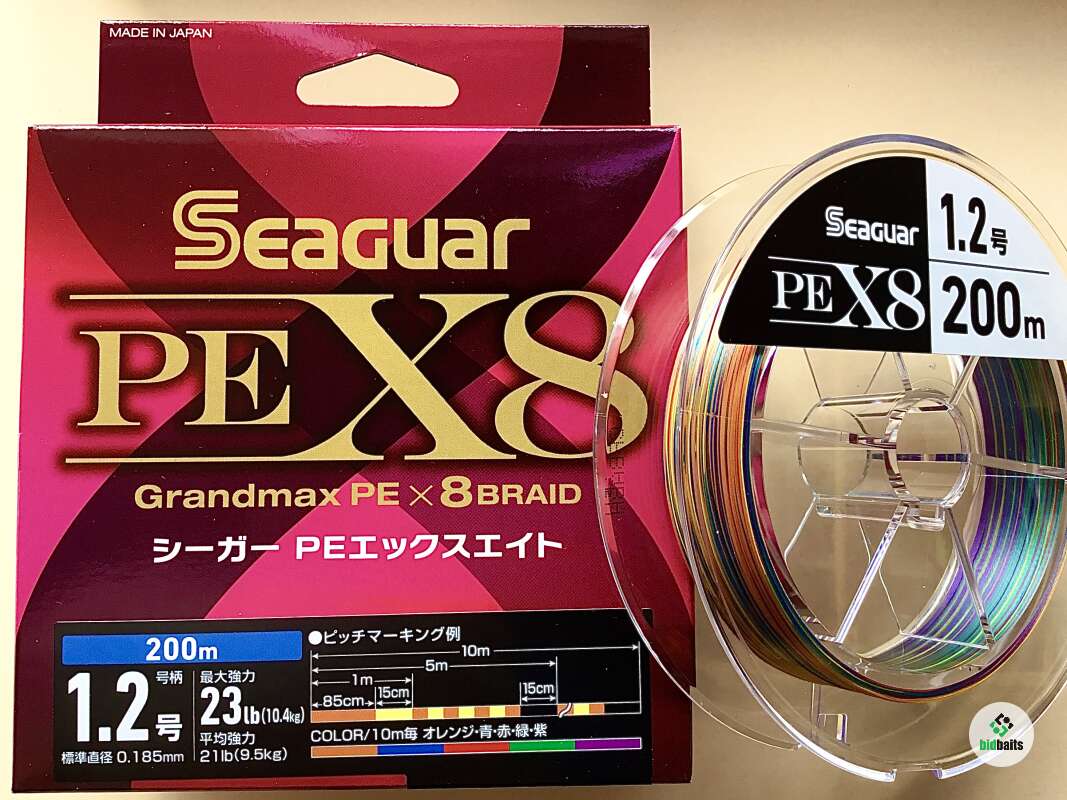 MADE IN JAPAN
SEAGUAR
PE X8
Grandmax PE×8BRAID
シーガー PEエックスエイト
200m
1.2号
号柄
標準直径 0.185mm
最大強力
23lb(10.4kg)
平均強力
21lb(9.5kg)
●ピッチマーキング例
10m
5m
1m
85cm
15cm
15cm
COLOR/10m毎 オレンジ・青・赤・緑・紫
SEAGUAR
PE X8
1.2号
200m
bidbaits